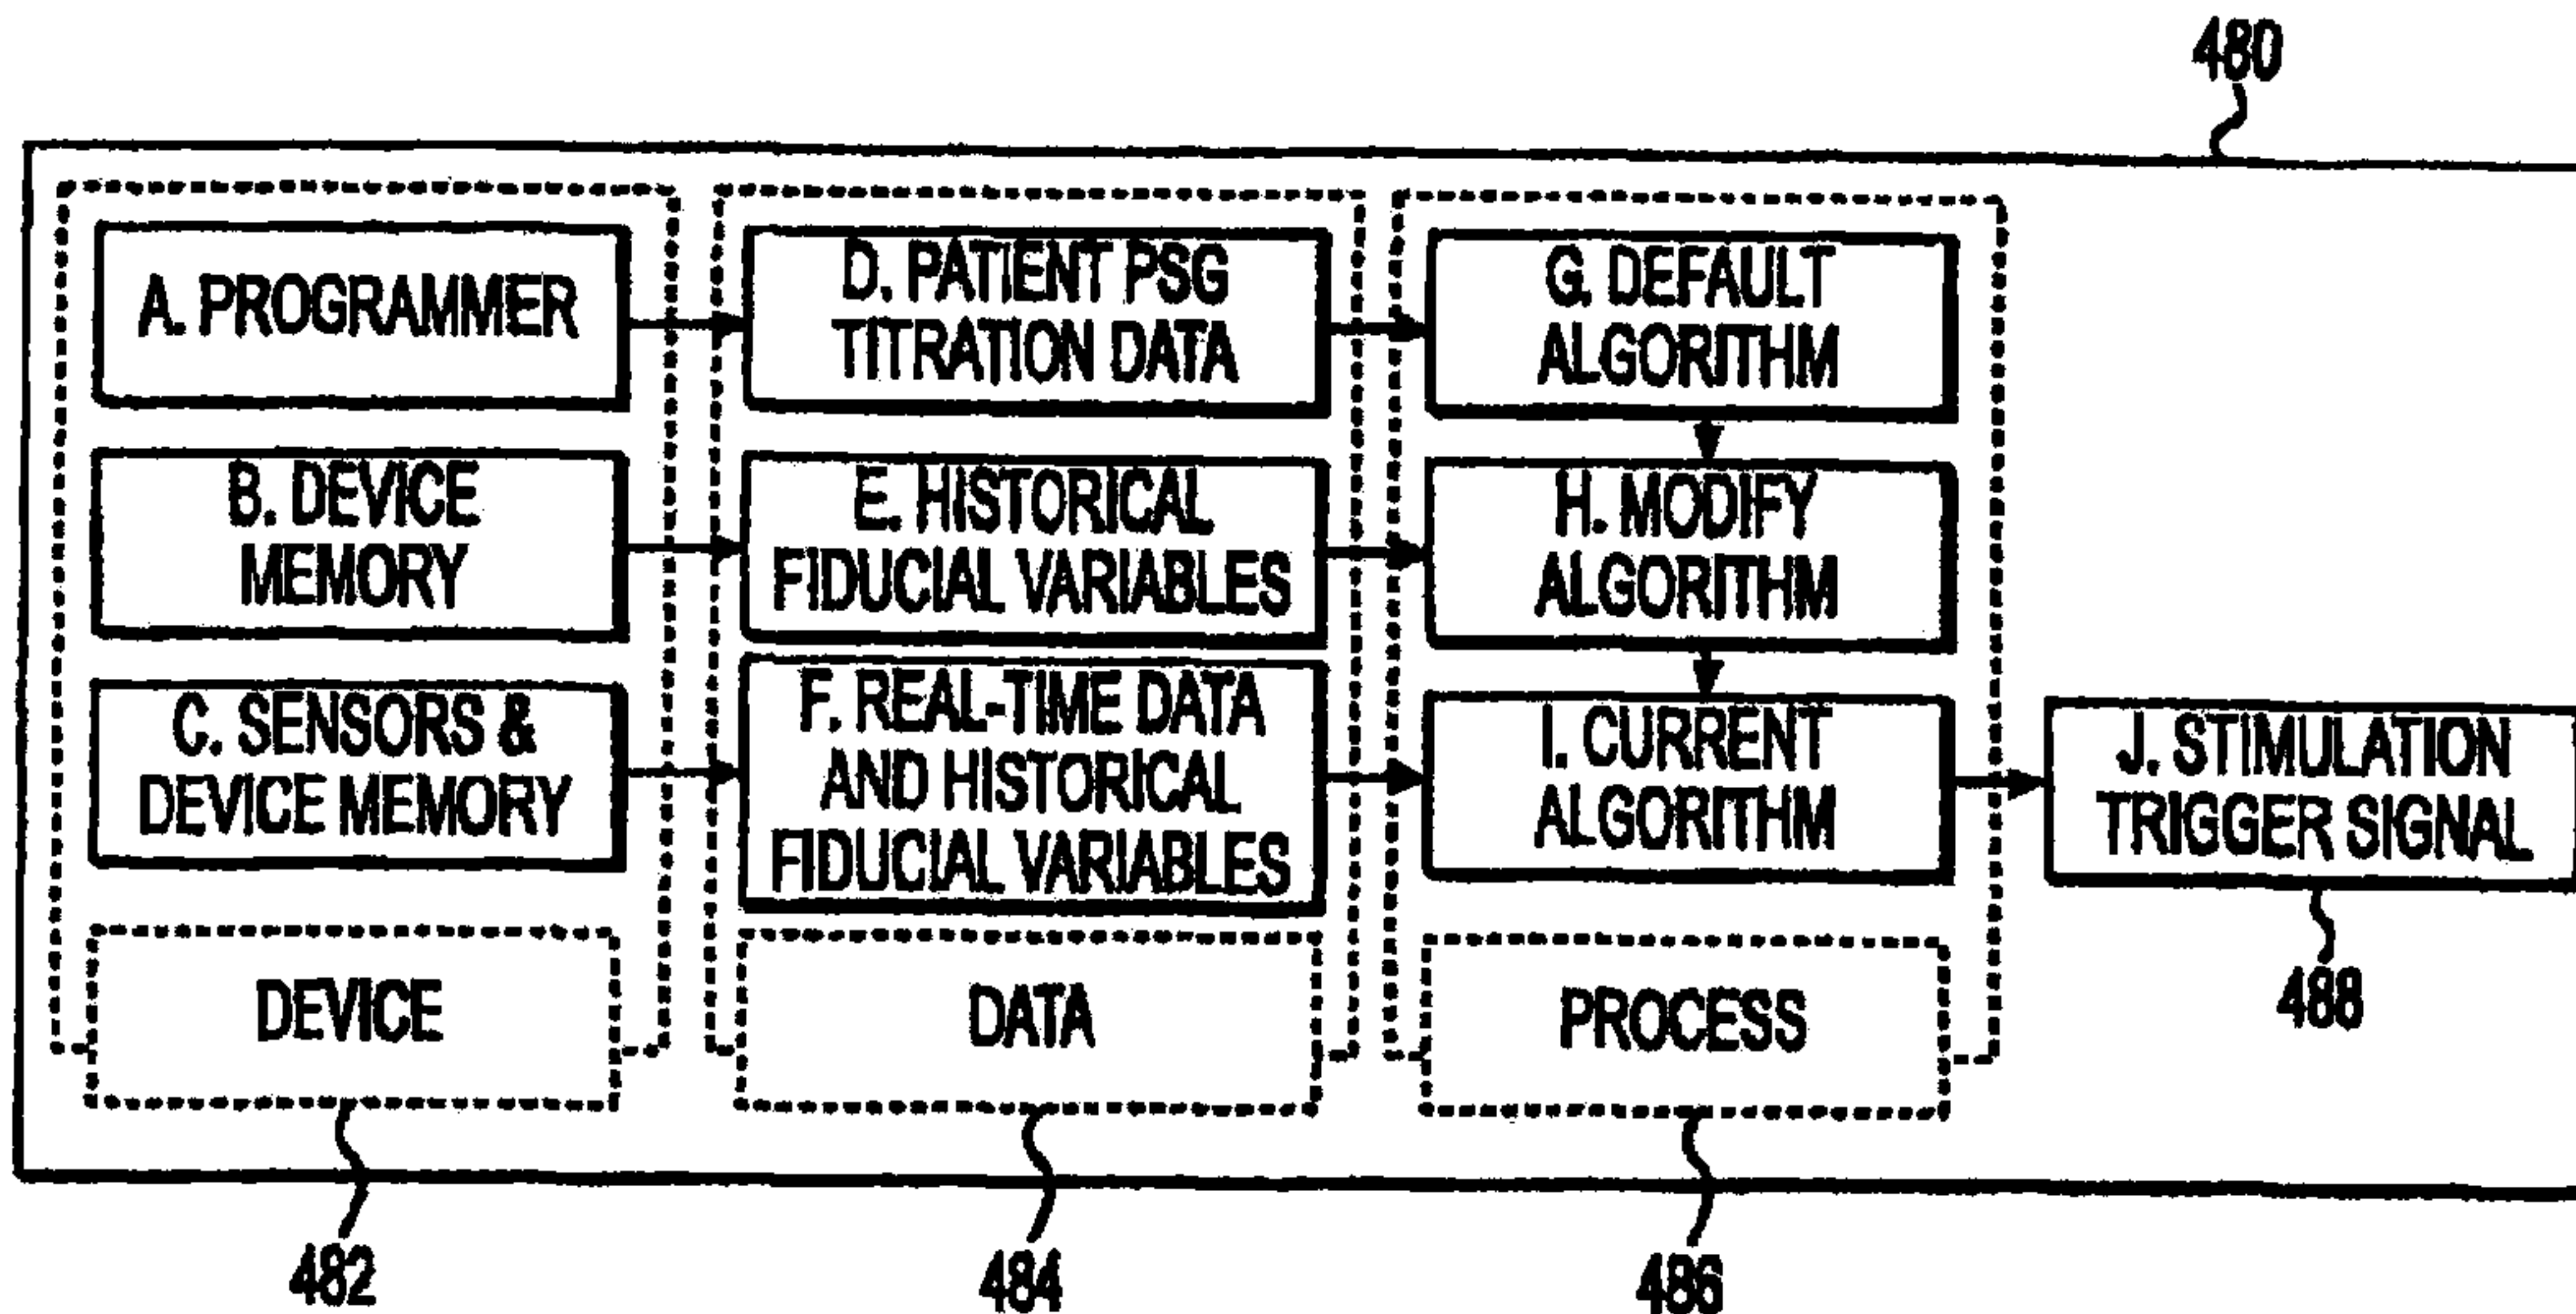 480
A. PROGRAMMER
D. PATIENT PSG
TITRATION DATA
G. DEFAULT
ALGORITHM
B. DEVICE
MEMORY
E. HISTORICAL
FIDUCIAL VARIABLES
H. MODIFY
ALGORITHM
C. SENSORS &
DEVICE MEMORY
F. REAL-TIME DATA
AND HISTORICAL
FIDUCIAL VARIABLES
I. CURRENT
ALGORITHM
J. STIMULATION
TRIGGER SIGNAL
DEVICE
DATA
PROCESS
488
482
484
486